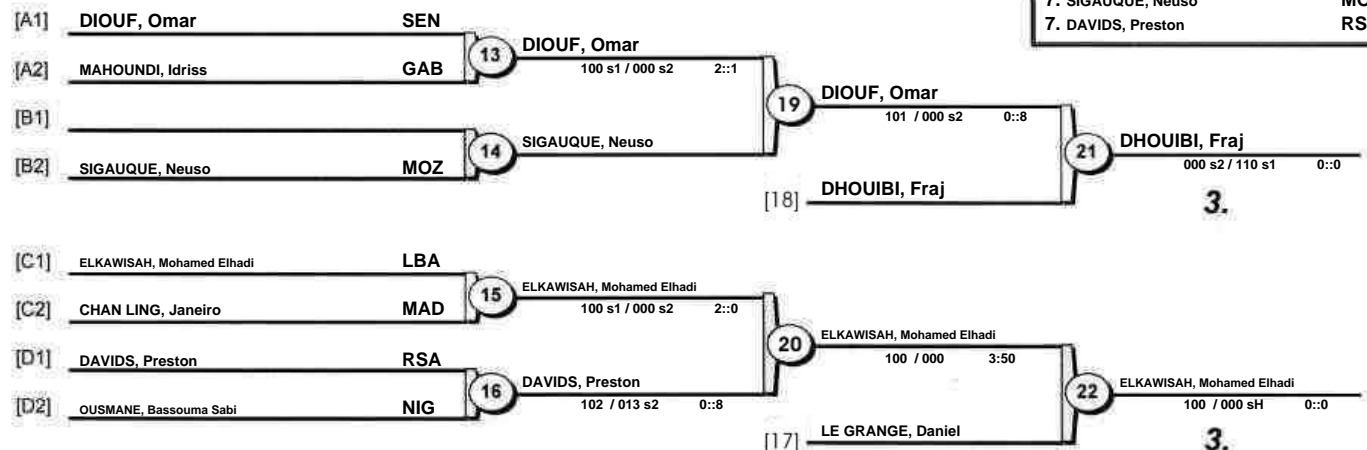 7. SIGAUQUE, Neuso
7. DAVIDS, Preston RS
[A1] DIOUF, Omar SEN
[A2] MAHOUNDI, Idriss GAB
13 DIOUF, Omar
100 s1 / 000 s2 2::1
[B1]
[B2] SIGAUQUE, Neuso MOZ
14 SIGAUQUE, Neuso
19 DIOUF, Omar
101 / 000 s2 0::8
[18] DHOUIBI, Fraj
21 DHOUIBI, Fraj
000 s2 / 110 s1 0::0
3.
[C1] ELKAWISAH, Mohamed Elhadi LBA
[C2] CHAN LING, Janeiro MAD
15 ELKAWISAH, Mohamed Elhadi
100 s1 / 000 s2 2::0
[D1] DAVIDS, Preston RSA
[D2] OUSMANE, Bassouma Sabi NIG
16 DAVIDS, Preston
102 / 013 s2 0::8
20 ELKAWISAH, Mohamed Elhadi
100 / 000 3:50
[17] LE GRANGE, Daniel
22 ELKAWISAH, Mohamed Elhadi
100 / 000 sH 0::0
3.